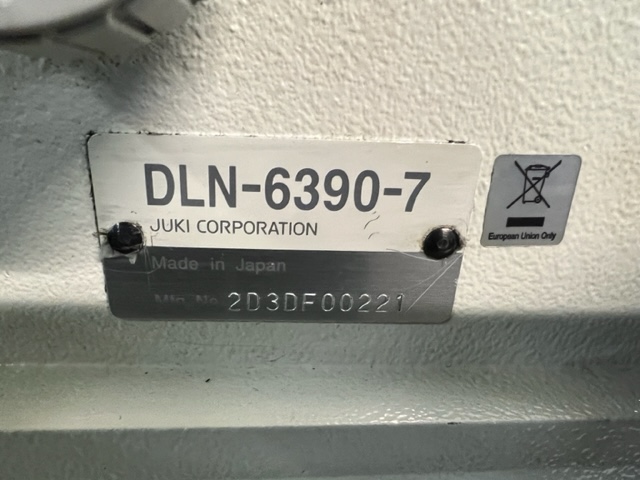 DLN-6390-7
JUKI CORPORATION
Made in Japan
Mfg. No. 2D3DF00221
European Union Only